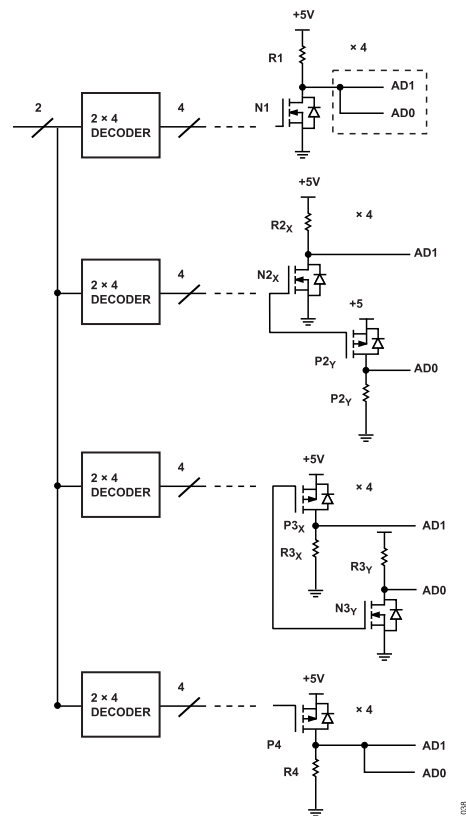 +5V
R1
× 4
2
4
N1
AD1
AD0
2 × 4
DECODER
+5V
R2X
× 4
AD1
4
N2X
2 × 4
DECODER
+5
P2Y
AD0
P2Y
+5V
4
× 4
2 × 4
DECODER
P3X
AD1
R3X
R3Y
AD0
N3Y
+5V
4
× 4
2 × 4
DECODER
P4
AD1
R4
AD0
038